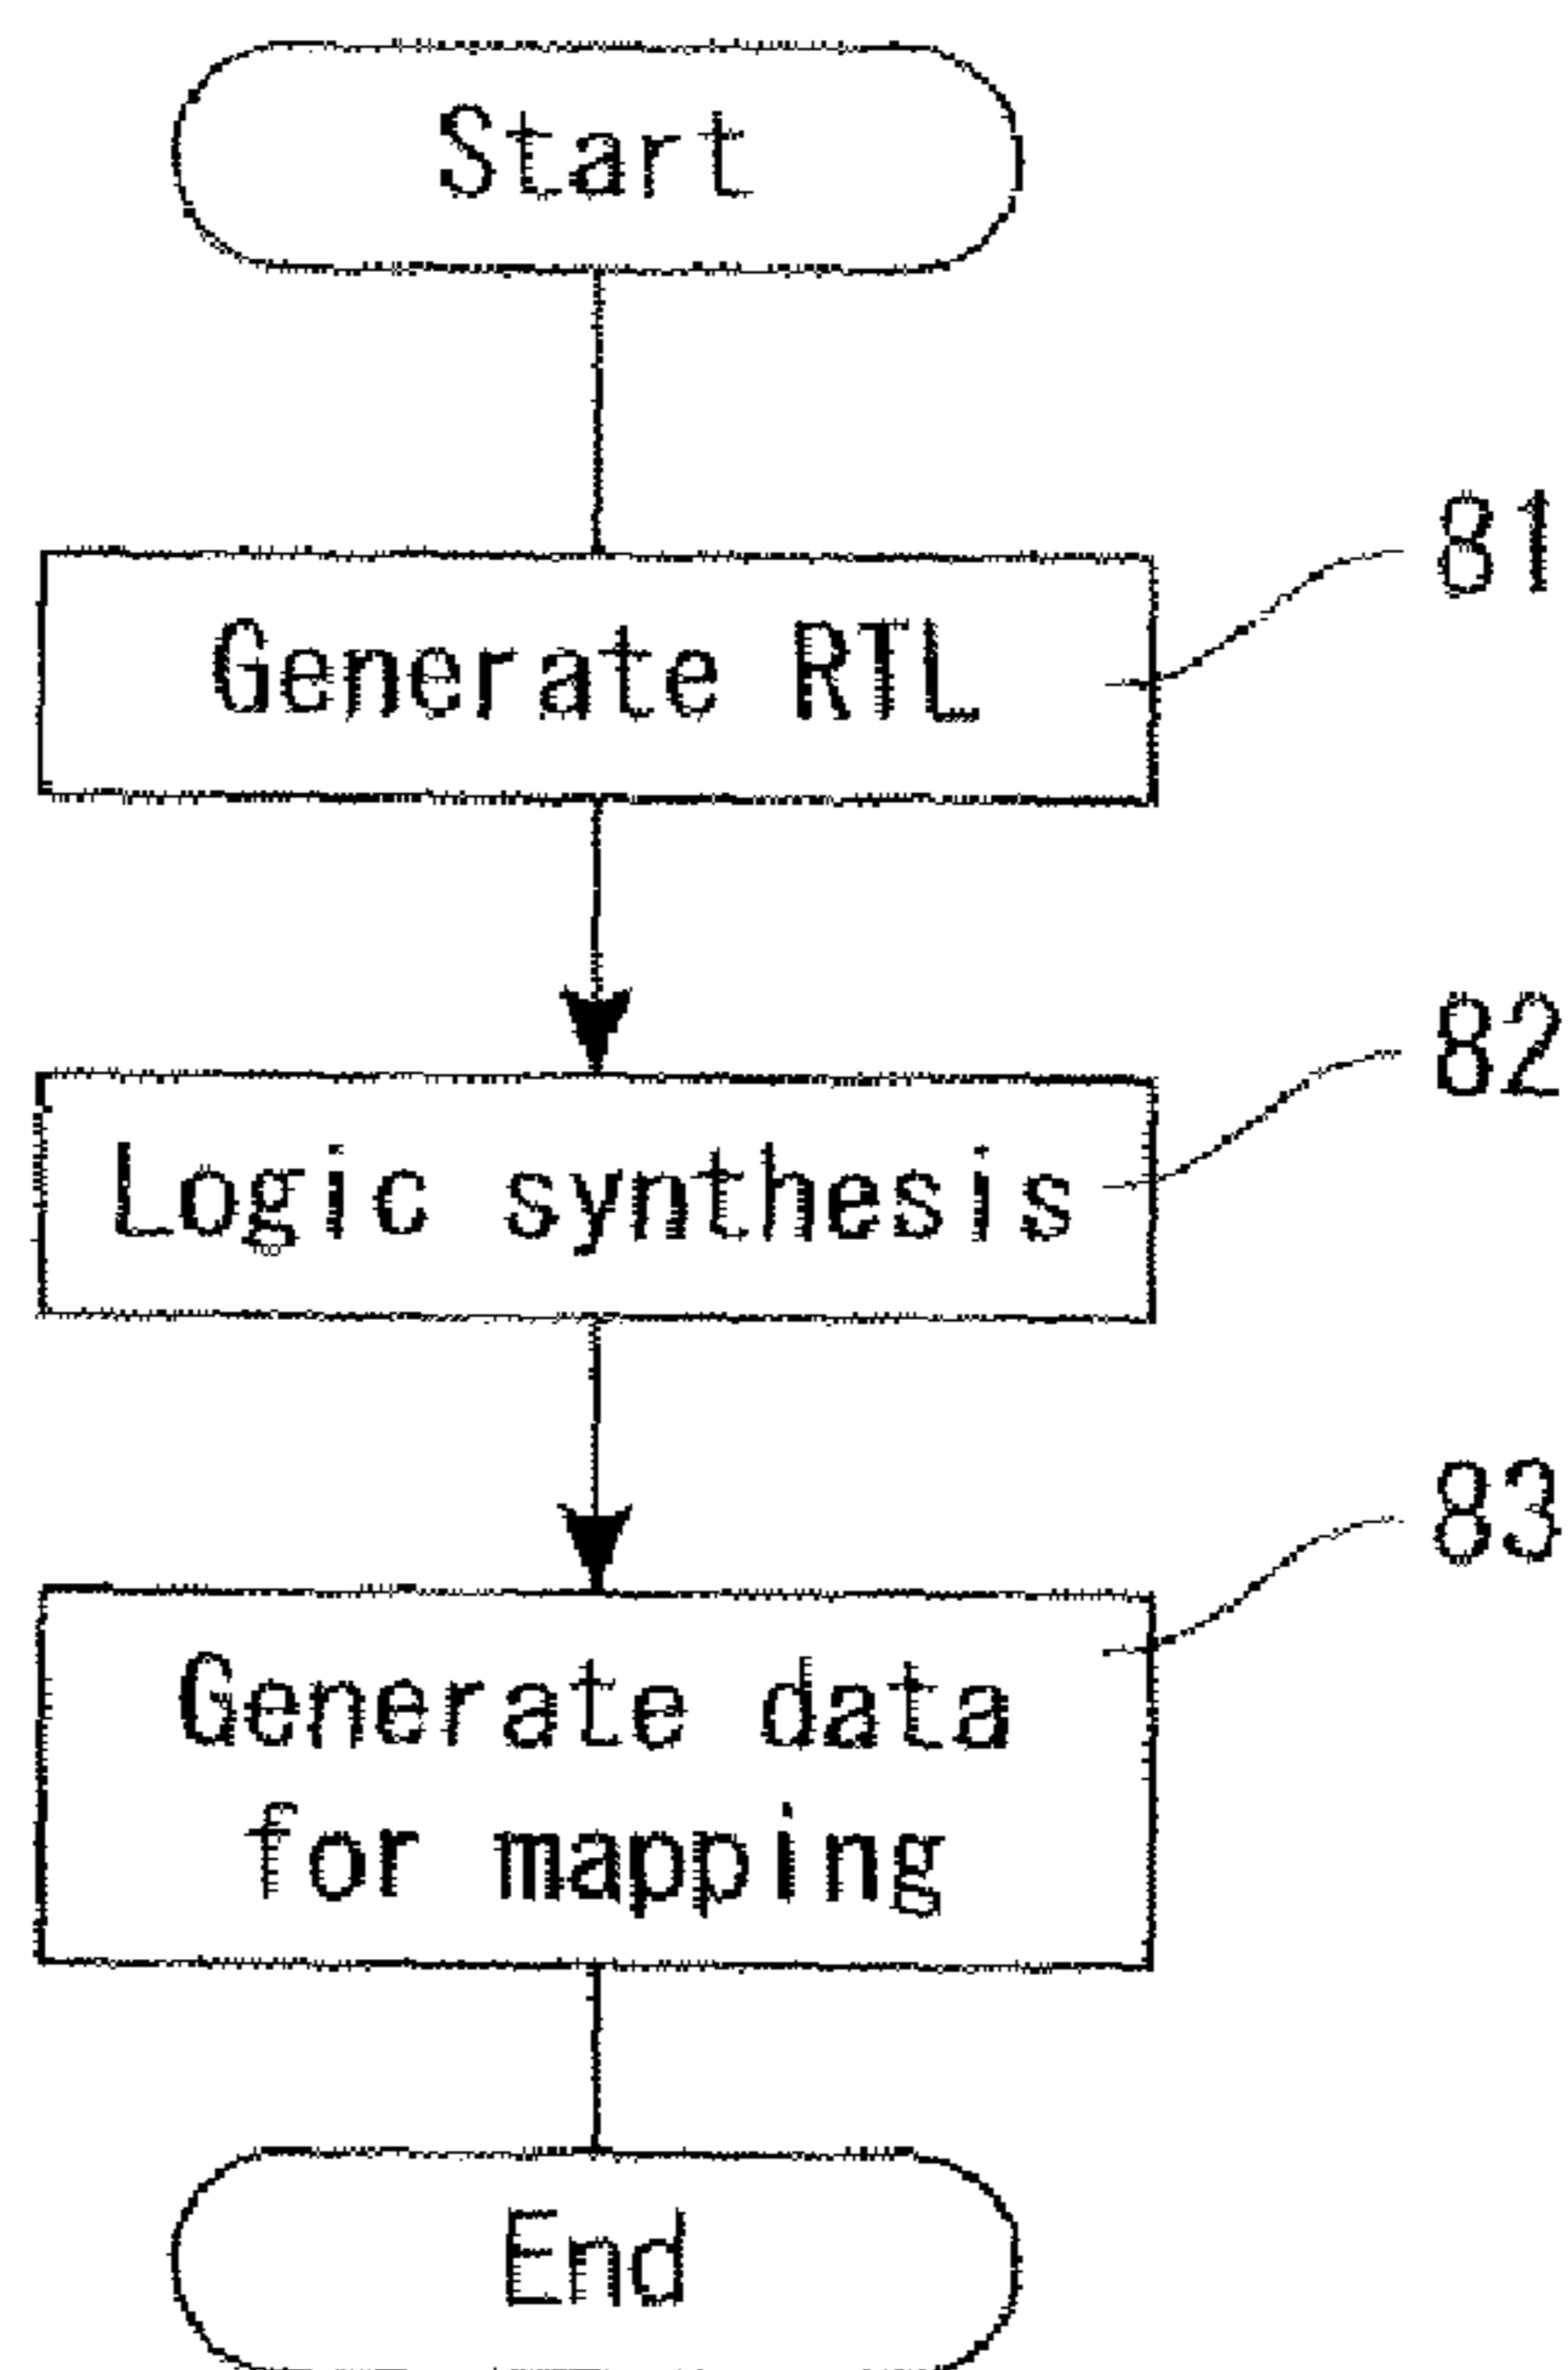 Start
81
Generate RTL
82
Logic synthesis
83
Generate data
for mapping
End